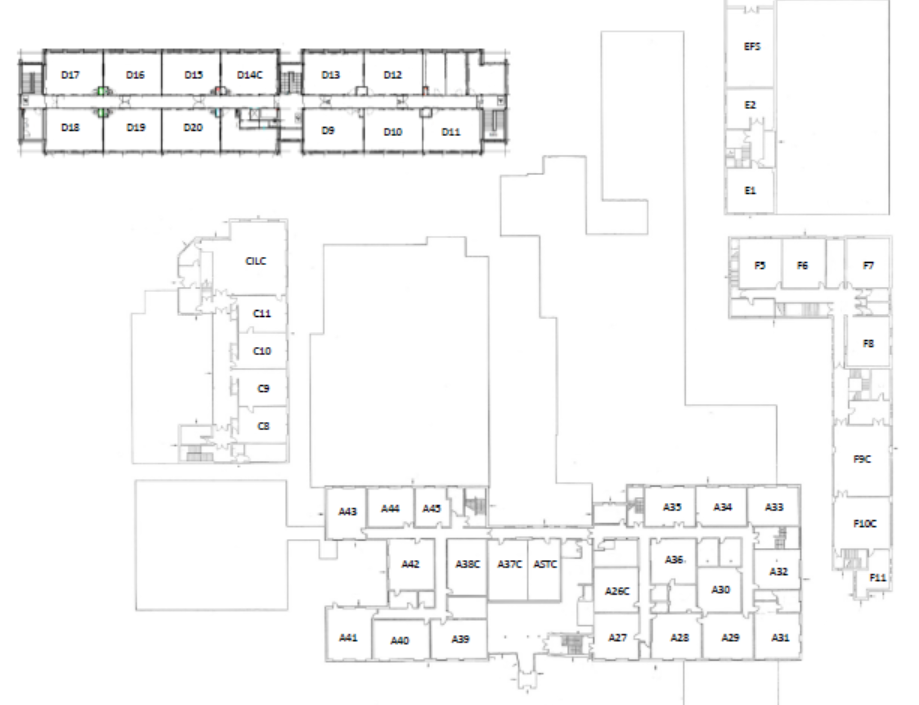 EFS
D17 D16 D15 D14C D13 D12
E2
D18 D19 D20 D9 D10 D11
E1
CILC
F5 F6 F7
C11
F8
C10
C9
C8
F9C
A43 A44 A45 A35 A34 A33
F10C
A42 A38C A37C ASTC A36 A32
F11
A26C A30
A41 A40 A39 A27 A28 A29 A31